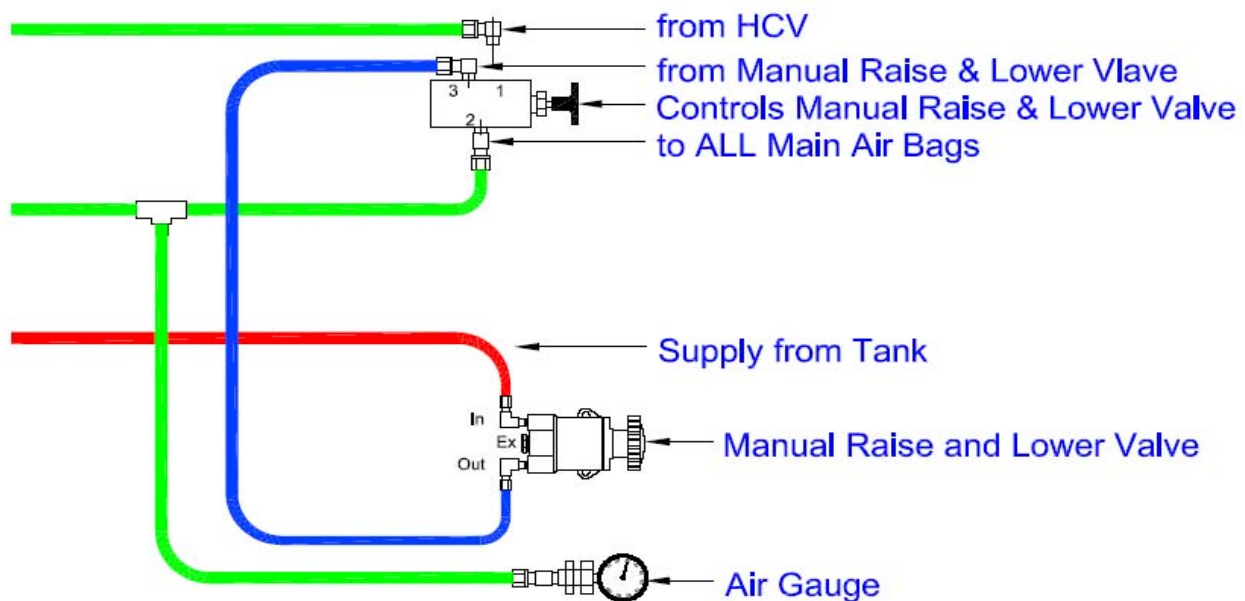 from HCV
from Manual Raise & Lower Vlave
3 1
Controls Manual Raise & Lower Valve
2
to ALL Main Air Bags
Supply from Tank
In
Ex
Manual Raise and Lower Valve
Out
Air Gauge